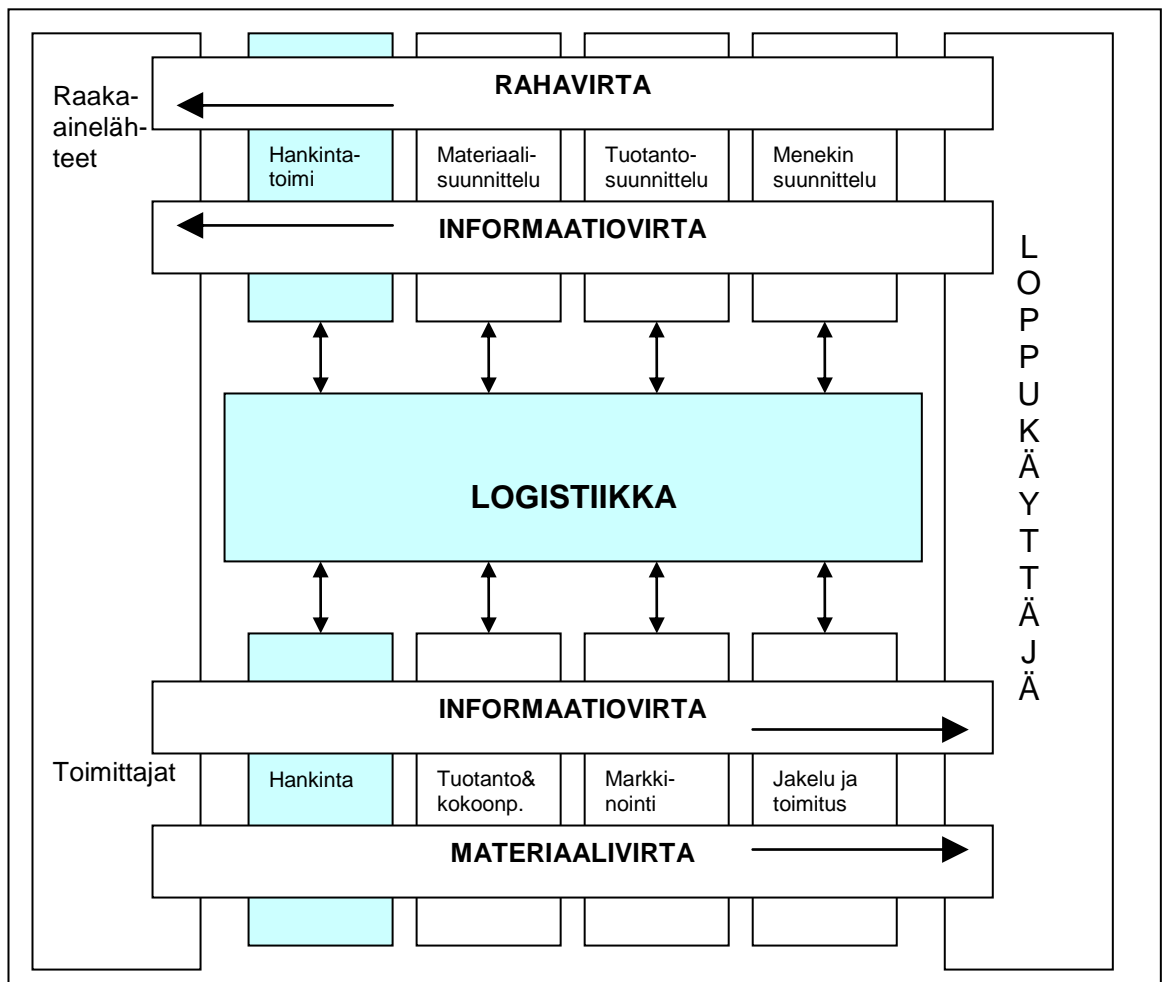 RAHAVIRTA
Raaka-
aineläh-
teet
Hankinta-
toimi
Materiaali-
suunnittelu
Tuotanto-
suunnittelu
Menekin
suunnittelu
INFORMAATIOVIRTA
LOGISTIIKKA
L
O
P
P
U
K
Ä
Y
T
T
Ä
J
Ä
INFORMAATIOVIRTA
Toimittajat
Hankinta
Tuotanto&
kokoonp.
Markki-
nointi
Jakelu ja
toimitus
MATERIAALIVIRTA